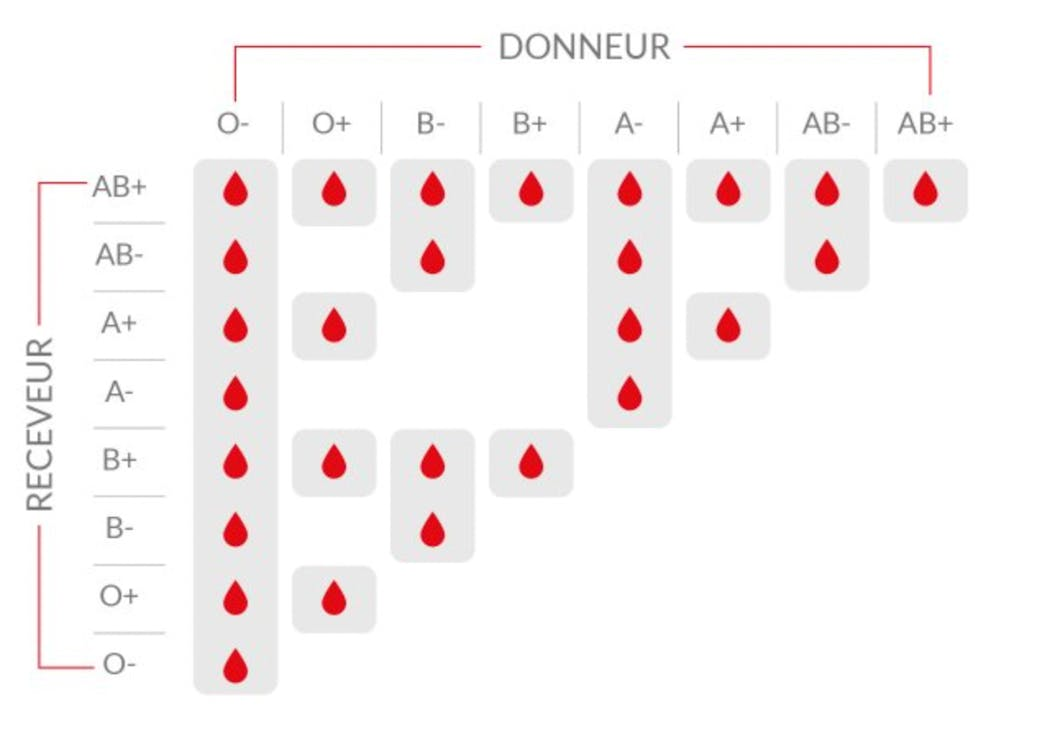 DONNEUR
O- O+ B- B+ A- A+ AB- AB+
RECEVEUR
AB+
AB-
A+
A-
B+
B-
O+
O-